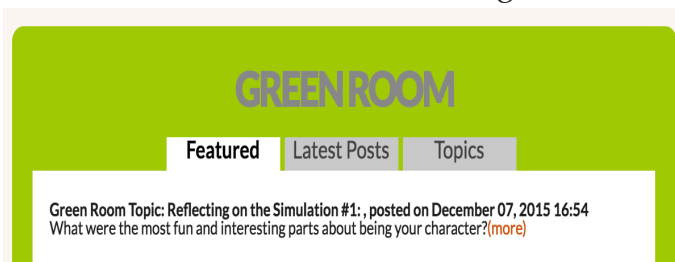 GREEN ROOM
Featured Latest Posts Topics
Green Room Topic: Reflecting on the Simulation #1: , posted on December 07, 2015 16:54
What were the most fun and interesting parts about being your character?(more)